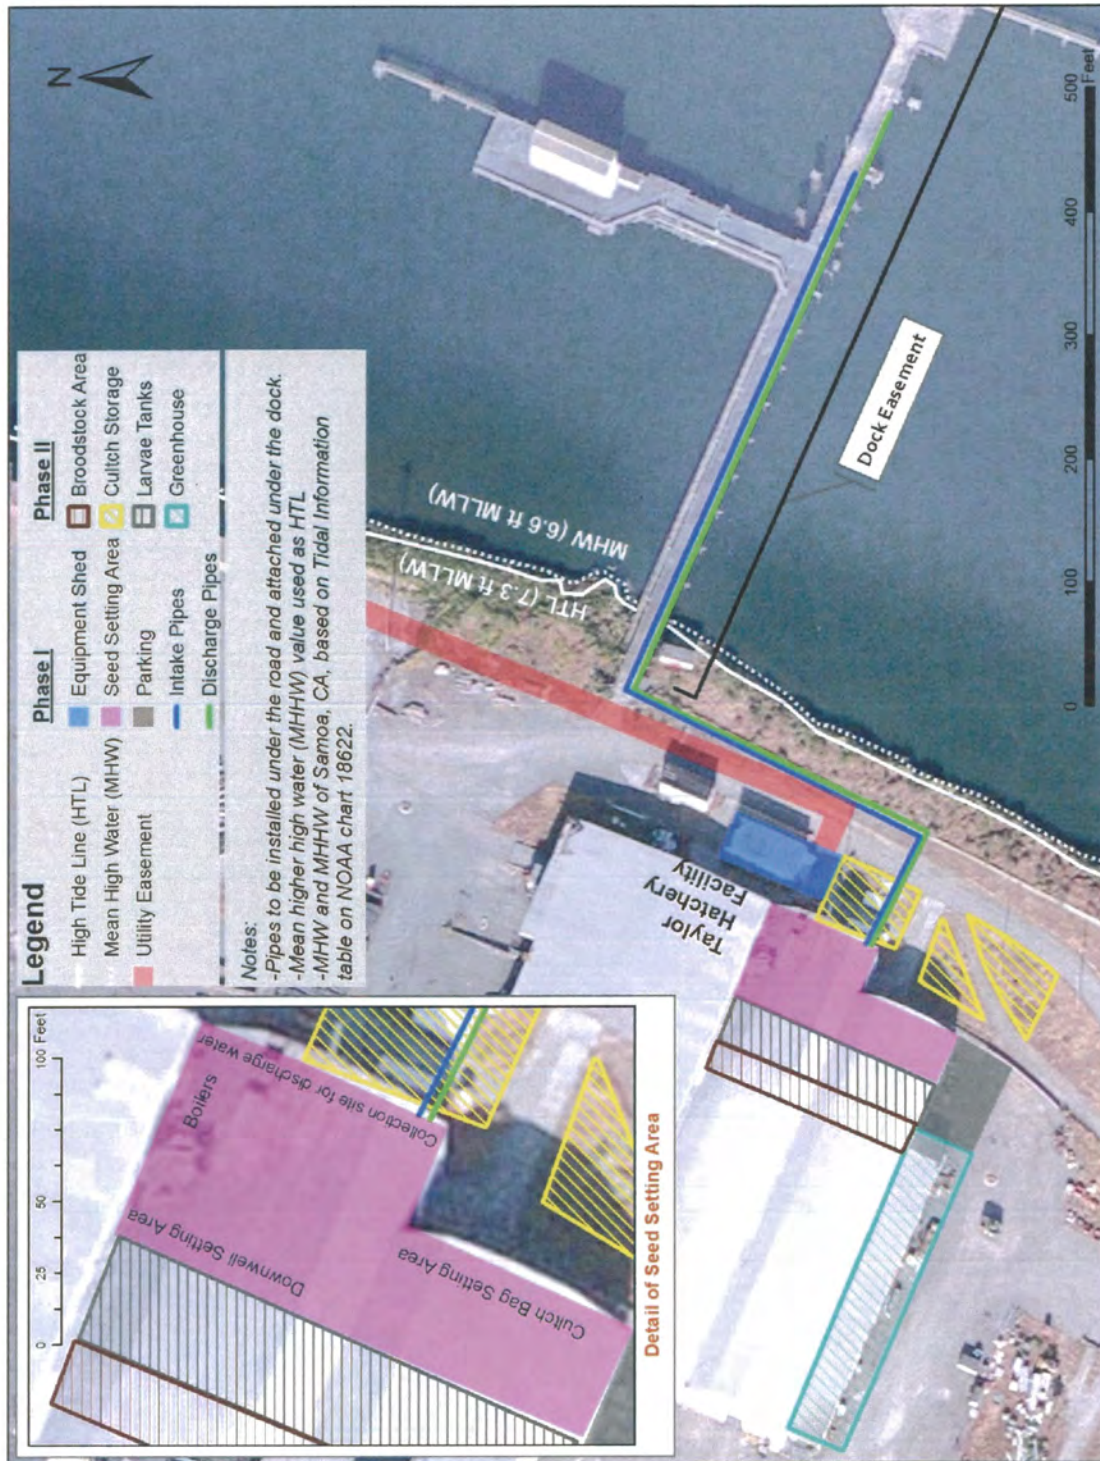 Legend
High Tide Line (HTL)
Mean High Water (MHW)
Utility Easement
Phase I
Equipment Shed
Seed Setting Area
Parking
Intake Pipes
Discharge Pipes
Phase II
Broodstock Area
Cultch Storage
Larvae Tanks
Greenhouse
Notes:
-Pipes to be installed under the road and attached under the dock.
-Mean higher high water (MHHW) value used as HTL
-MHW and MHHW of Samoa, CA, based on Tidal Information
table on NOAA chart 18622.
N
0 25 50 100 Feet
Boilers
Downwell Setting Area
Collection site for discharge water
Cultch Bag Setting Area
Detail of Seed Setting Area
HTL (7.3 ft MLLW)
MHW (6.6 ft MLLW)
Taylor
Hatchery
Facility
Dock Easement
0 100 200 300 400 500
Feet